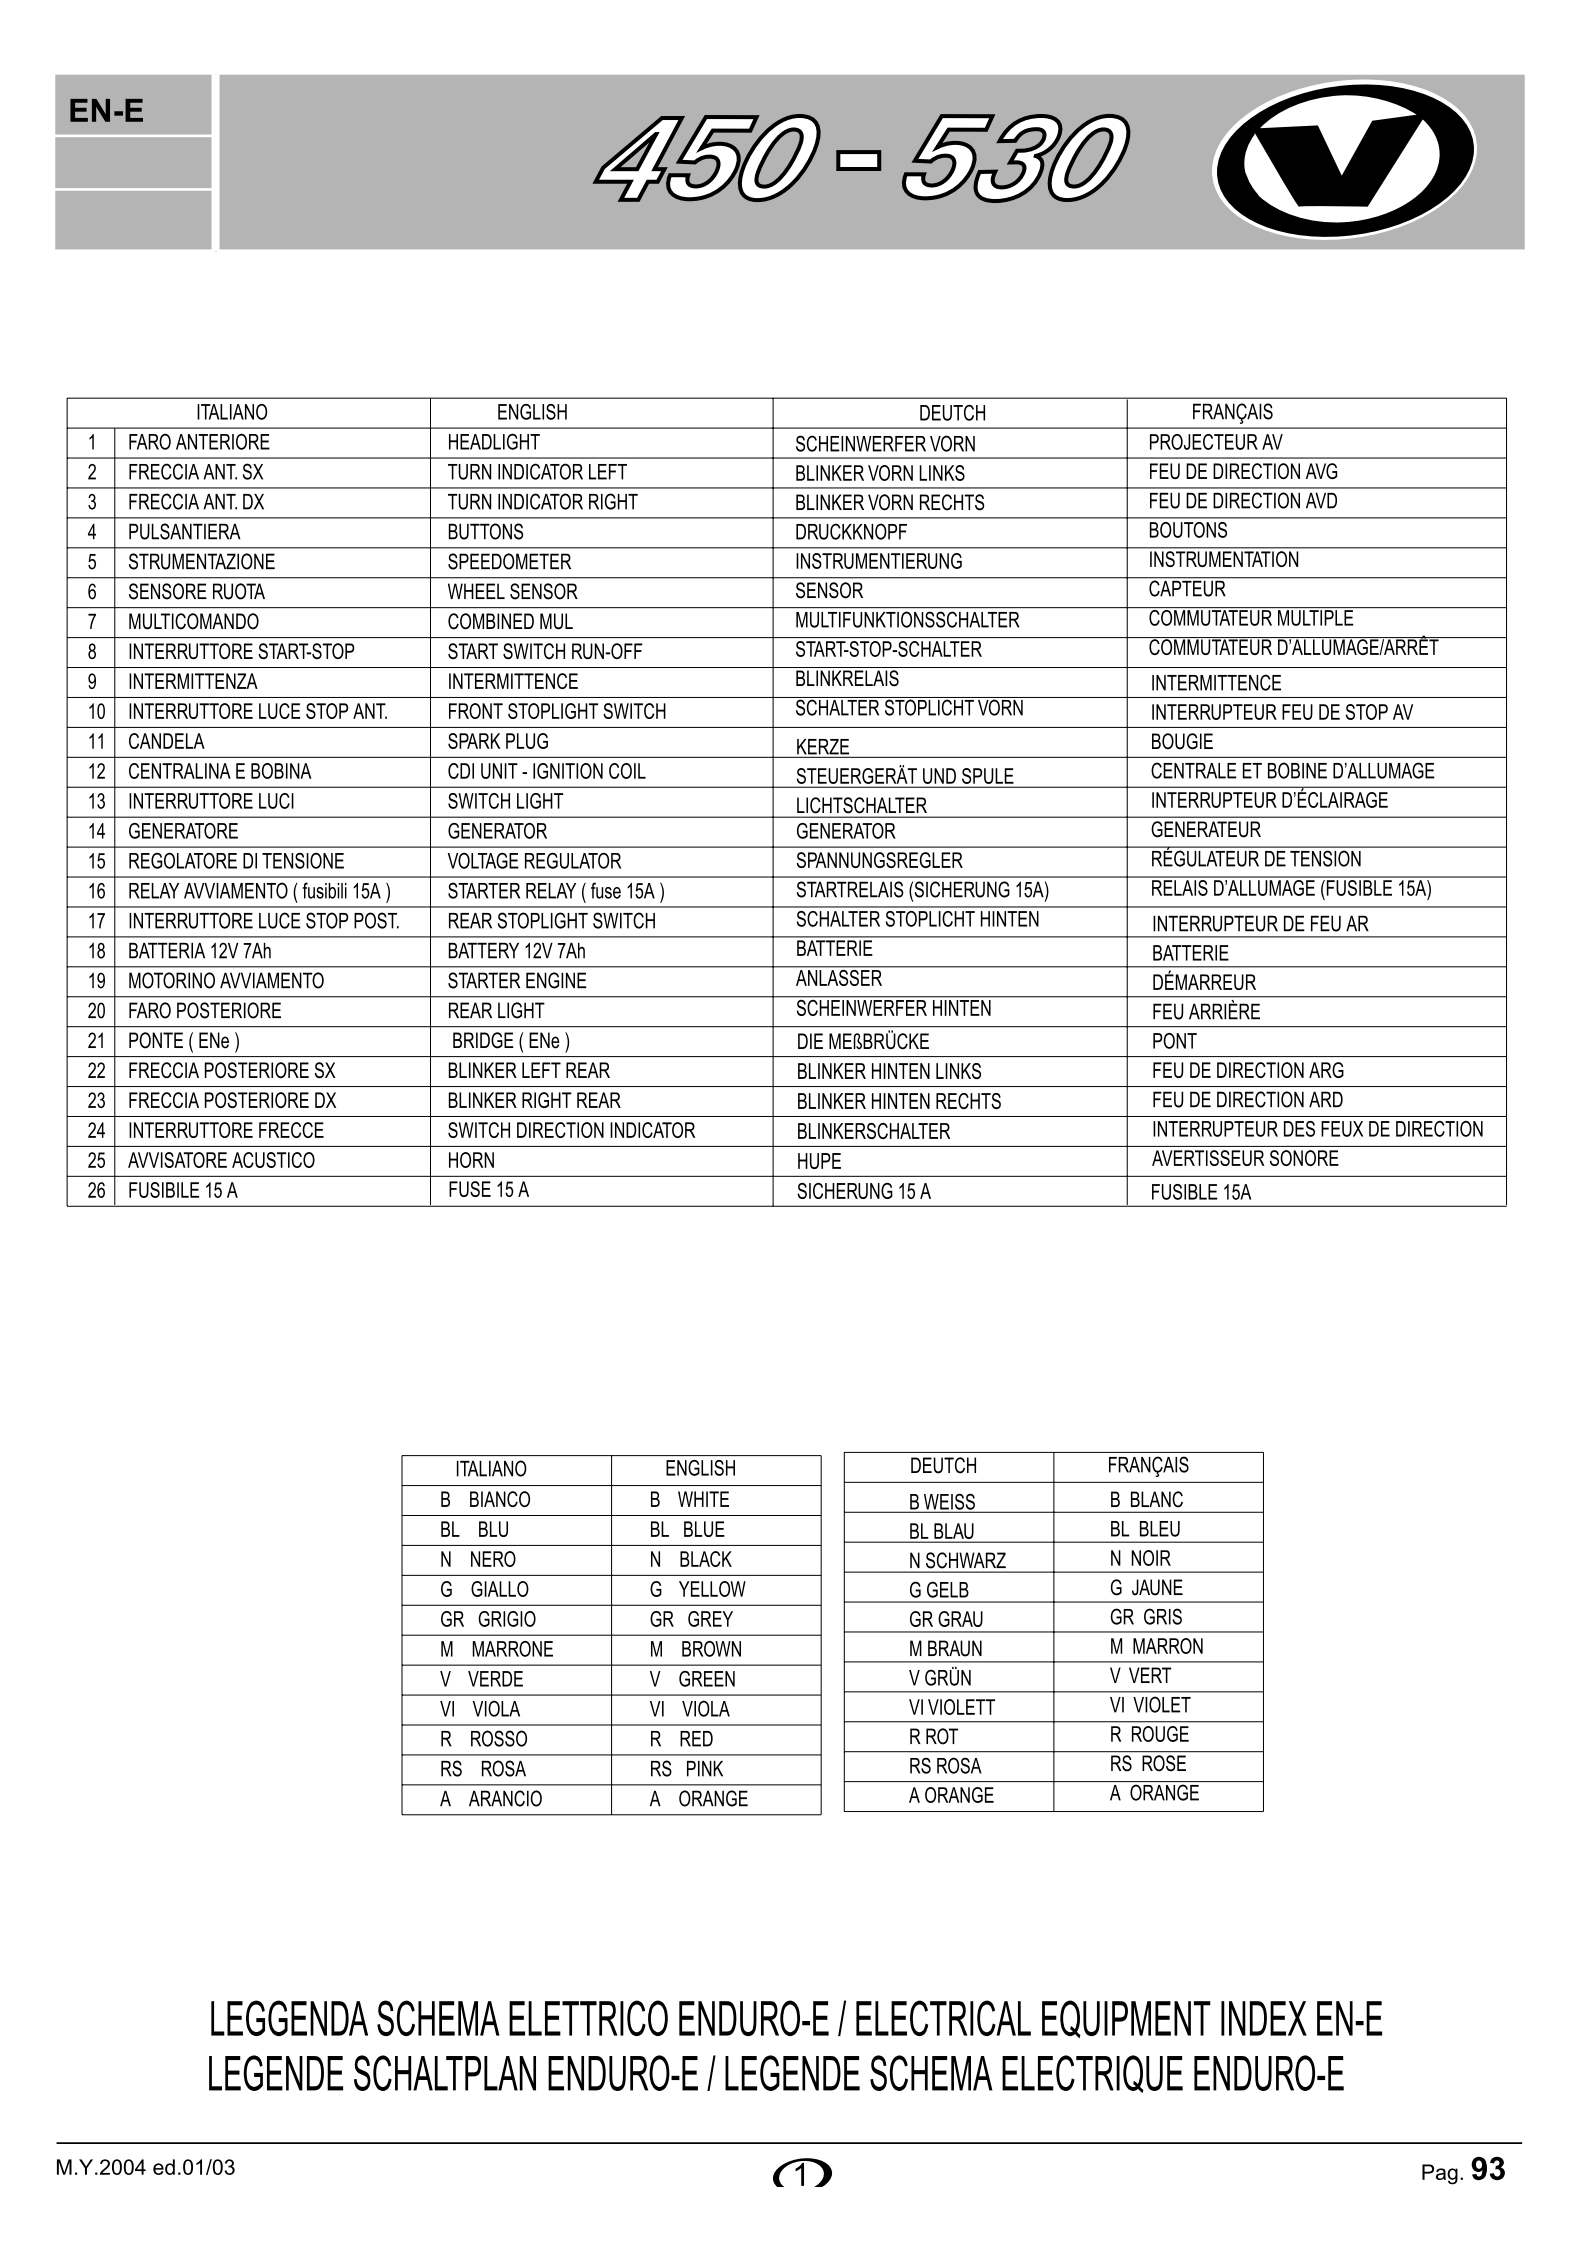 EN-E
450 - 530
ITALIANO ENGLISH DEUTCH FRANÇAIS
1 FARO ANTERIORE HEADLIGHT SCHEINWERFER VORN PROJECTEUR AV
2 FRECCIA ANT. SX TURN INDICATOR LEFT BLINKER VORN LINKS FEU DE DIRECTION AVG
3 FRECCIA ANT. DX TURN INDICATOR RIGHT BLINKER VORN RECHTS FEU DE DIRECTION AVD
4 PULSANTIERA BUTTONS DRUCKKNOPF BOUTONS
5 STRUMENTAZIONE SPEEDOMETER INSTRUMENTIERUNG INSTRUMENTATION
6 SENSORE RUOTA WHEEL SENSOR SENSOR CAPTEUR
7 MULTICOMANDO COMBINED MUL MULTIFUNKTIONSSCHALTER COMMUTATEUR MULTIPLE
8 INTERRUTTORE START-STOP START SWITCH RUN-OFF START-STOP-SCHALTER COMMUTATEUR D'ALLUMAGE/ARRÊT
9 INTERMITTENZA INTERMITTENCE BLINKRELAIS INTERMITTENCE
10 INTERRUTTORE LUCE STOP ANT. FRONT STOPLIGHT SWITCH SCHALTER STOPLICHT VORN INTERRUPTEUR FEU DE STOP AV
11 CANDELA SPARK PLUG KERZE BOUGIE
12 CENTRALINA E BOBINA CDI UNIT - IGNITION COIL STEUERGERÄT UND SPULE CENTRALE ET BOBINE D'ALLUMAGE
13 INTERRUTTORE LUCI SWITCH LIGHT LICHTSCHALTER INTERRUPTEUR D'ÉCLAIRAGE
14 GENERATORE GENERATOR GENERATOR GENERATEUR
15 REGOLATORE DI TENSIONE VOLTAGE REGULATOR SPANNUNGSREGLER RÉGULATEUR DE TENSION
16 RELAY AVVIAMENTO ( fusibili 15A ) STARTER RELAY ( fuse 15A ) STARTRELAIS (SICHERUNG 15A) RELAIS D'ALLUMAGE (FUSIBLE 15A)
17 INTERRUTTORE LUCE STOP POST. REAR STOPLIGHT SWITCH SCHALTER STOPLICHT HINTEN INTERRUPTEUR DE FEU AR
18 BATTERIA 12V 7Ah BATTERY 12V 7Ah BATTERIE BATTERIE
19 MOTORINO AVVIAMENTO STARTER ENGINE ANLASSER DÉMARREUR
20 FARO POSTERIORE REAR LIGHT SCHEINWERFER HINTEN FEU ARRIÈRE
21 PONTE ( ENe ) BRIDGE ( ENe ) DIE MEßBRÜCKE PONT
22 FRECCIA POSTERIORE SX BLINKER LEFT REAR BLINKER HINTEN LINKS FEU DE DIRECTION ARG
23 FRECCIA POSTERIORE DX BLINKER RIGHT REAR BLINKER HINTEN RECHTS FEU DE DIRECTION ARD
24 INTERRUTTORE FRECCE SWITCH DIRECTION INDICATOR BLINKERSCHALTER INTERRUPTEUR DES FEUX DE DIRECTION
25 AVVISATORE ACUSTICO HORN HUPE AVERTISSEUR SONORE
26 FUSIBILE 15 A FUSE 15 A SICHERUNG 15 A FUSIBLE 15A
ITALIANO ENGLISH DEUTCH FRANÇAIS
B BIANCO B WHITE B WEISS B BLANC
BL BLU BL BLUE BL BLAU BL BLEU
N NERO N BLACK N SCHWARZ N NOIR
G GIALLO G YELLOW G GELB G JAUNE
GR GRIGIO GR GREY GR GRAU GR GRIS
M MARRONE M BROWN M BRAUN M MARRON
V VERDE V GREEN V GRÜN V VERT
VI VIOLA VI VIOLA VI VIOLETT VI VIOLET
R ROSSO R RED R ROT R ROUGE
RS ROSA RS PINK RS ROSA RS ROSE
A ARANCIO A ORANGE A ORANGE A ORANGE
LEGGENDA SCHEMA ELETTRICO ENDURO-E / ELECTRICAL EQUIPMENT INDEX EN-E
LEGENDE SCHALTPLAN ENDURO-E / LEGENDE SCHEMA ELECTRIQUE ENDURO-E
M.Y.2004 ed.01/03 1 Pag. 93